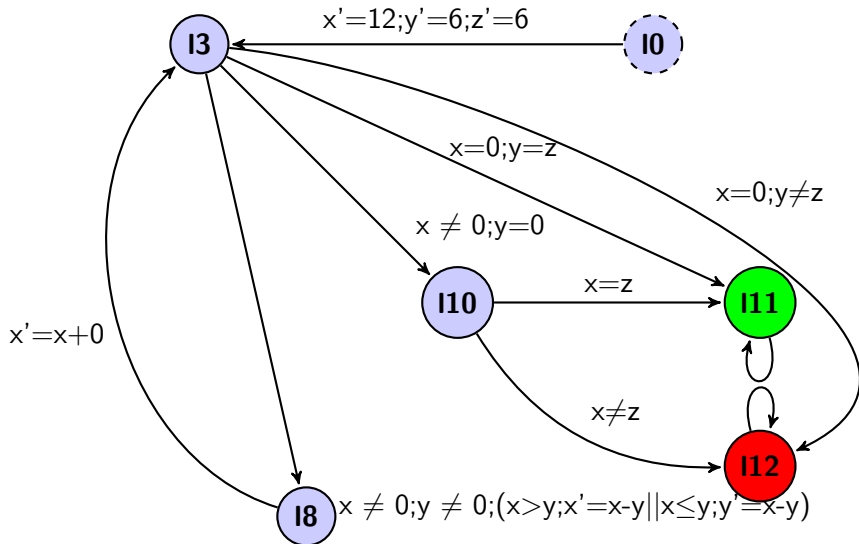 x'=12;y'=6;z'=6
l3
l0
x=0;y=z
x=0;y≠z
x ≠ 0;y=0
l10
x=z
l11
x'=x+0
x≠z
l12
l8
x ≠ 0;y ≠ 0;(x>y;x'=x-y||x≤y;y'=x-y)